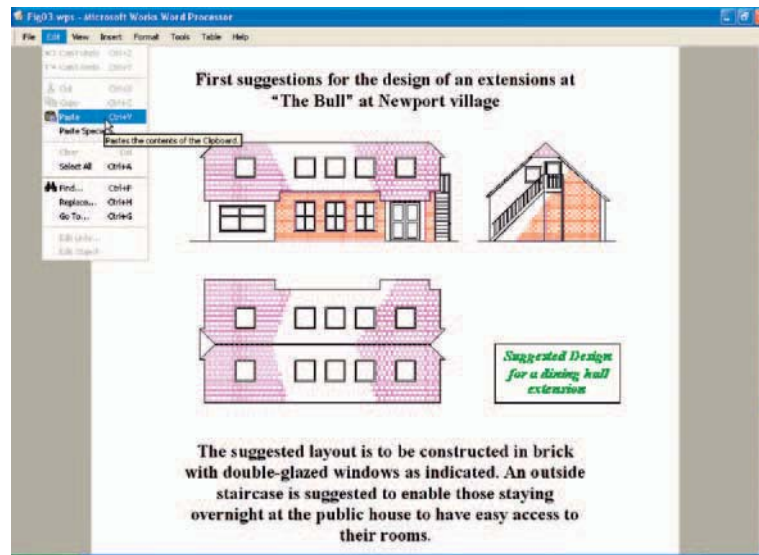 Fig03.wps - Microsoft Works Word Processor
File Edit View Insert Format Tools Table Help
Paste Ctrl+V
Paste Special
Pastes the contents of the Clipboard.
Select All Ctrl+A
Find... Ctrl+F
Replace... Ctrl+H
Go To... Ctrl+G
First suggestions for the design of an extensions at
“The Bull” at Newport village
Suggested Design
for a dining hall
extension
The suggested layout is to be constructed in brick
with double-glazed windows as indicated. An outside
staircase is suggested to enable those staying
overnight at the public house to have easy access to
their rooms.